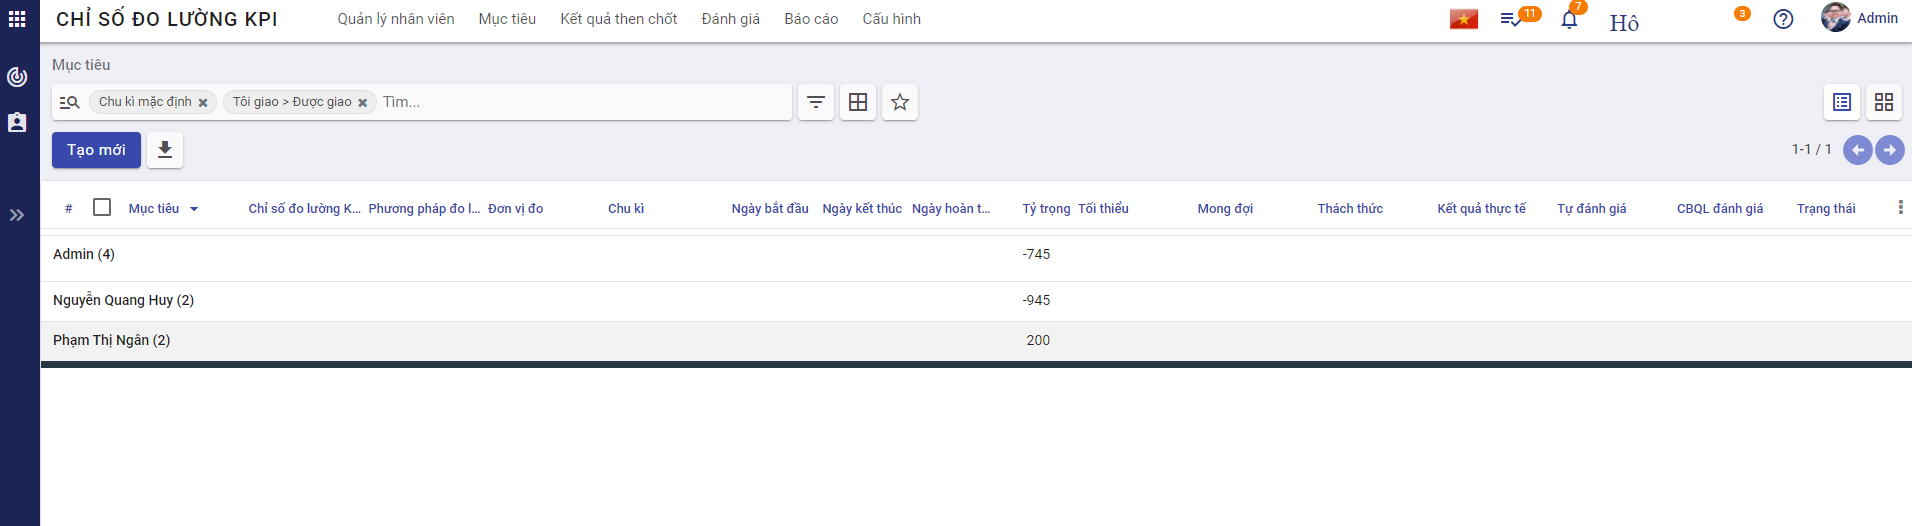 CHỈ SỐ ĐO LƯỜNG KPI Quản lý nhân viên Mục tiêu Kết quả then chốt Đánh giá Báo cáo Cấu hình 11 7 Hô 3 Admin
Mục tiêu
Chu kì mặc định Tôi giao > Được giao Tìm...
Tạo mới 1-1 / 1
# Mục tiêu Chỉ số đo lường K... Phương pháp đo l... Đơn vị đo Chu kì Ngày bắt đầu Ngày kết thúc Ngày hoàn t... Tỷ trọng Tối thiểu Mong đợi Thách thức Kết quả thực tế Tự đánh giá CBQL đánh giá Trạng thái
Admin (4) -745
Nguyễn Quang Huy (2) -945
Phạm Thị Ngân (2) 200